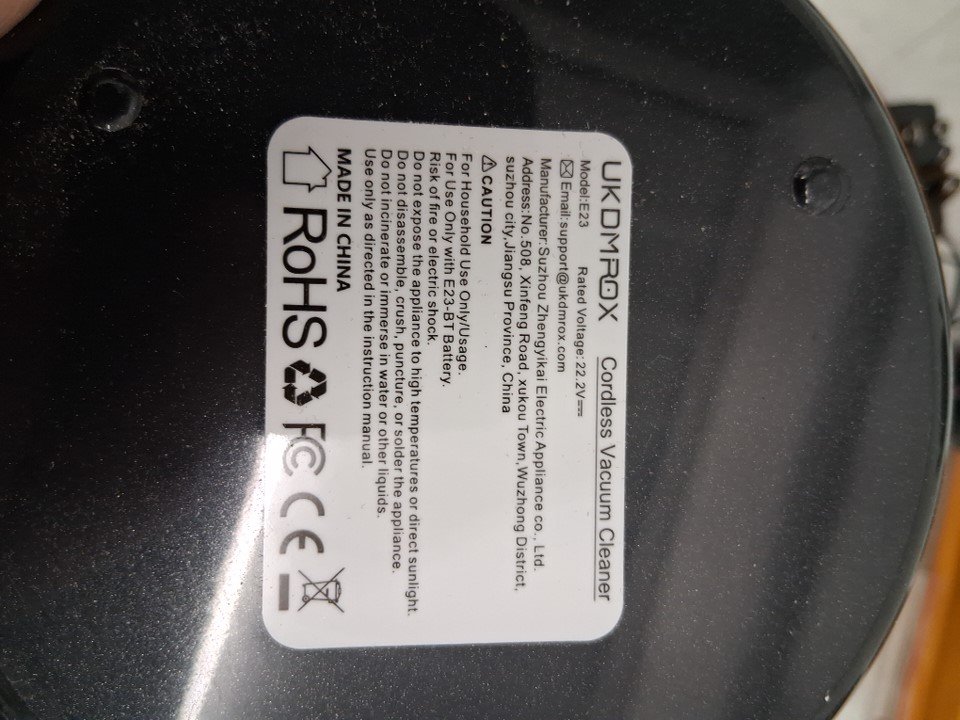 UKDMROX Cordless Vacuum Cleaner
Model:E23 Rated Voltage:22.2V⎓
Email:support@ukdmrox.com
Manufacturer:Suzhou Zhengyikai Electric Appliance co., Ltd.
Address:No.508, Xinfeng Road, xukou Town,Wuzhong District,
suzhou city,Jiangsu Province, China
⚠CAUTION
For Household Use Only/Usage.
For Use Only with E23-BT Battery.
Risk of fire or electric shock.
Do not expose the appliance to high temperatures or direct sunlight.
Do not disassemble, crush, puncture, or solder the appliance.
Do not incinerate or immerse in water or other liquids.
Use only as directed in the instruction manual.
MADE IN CHINA
RoHS FC CE